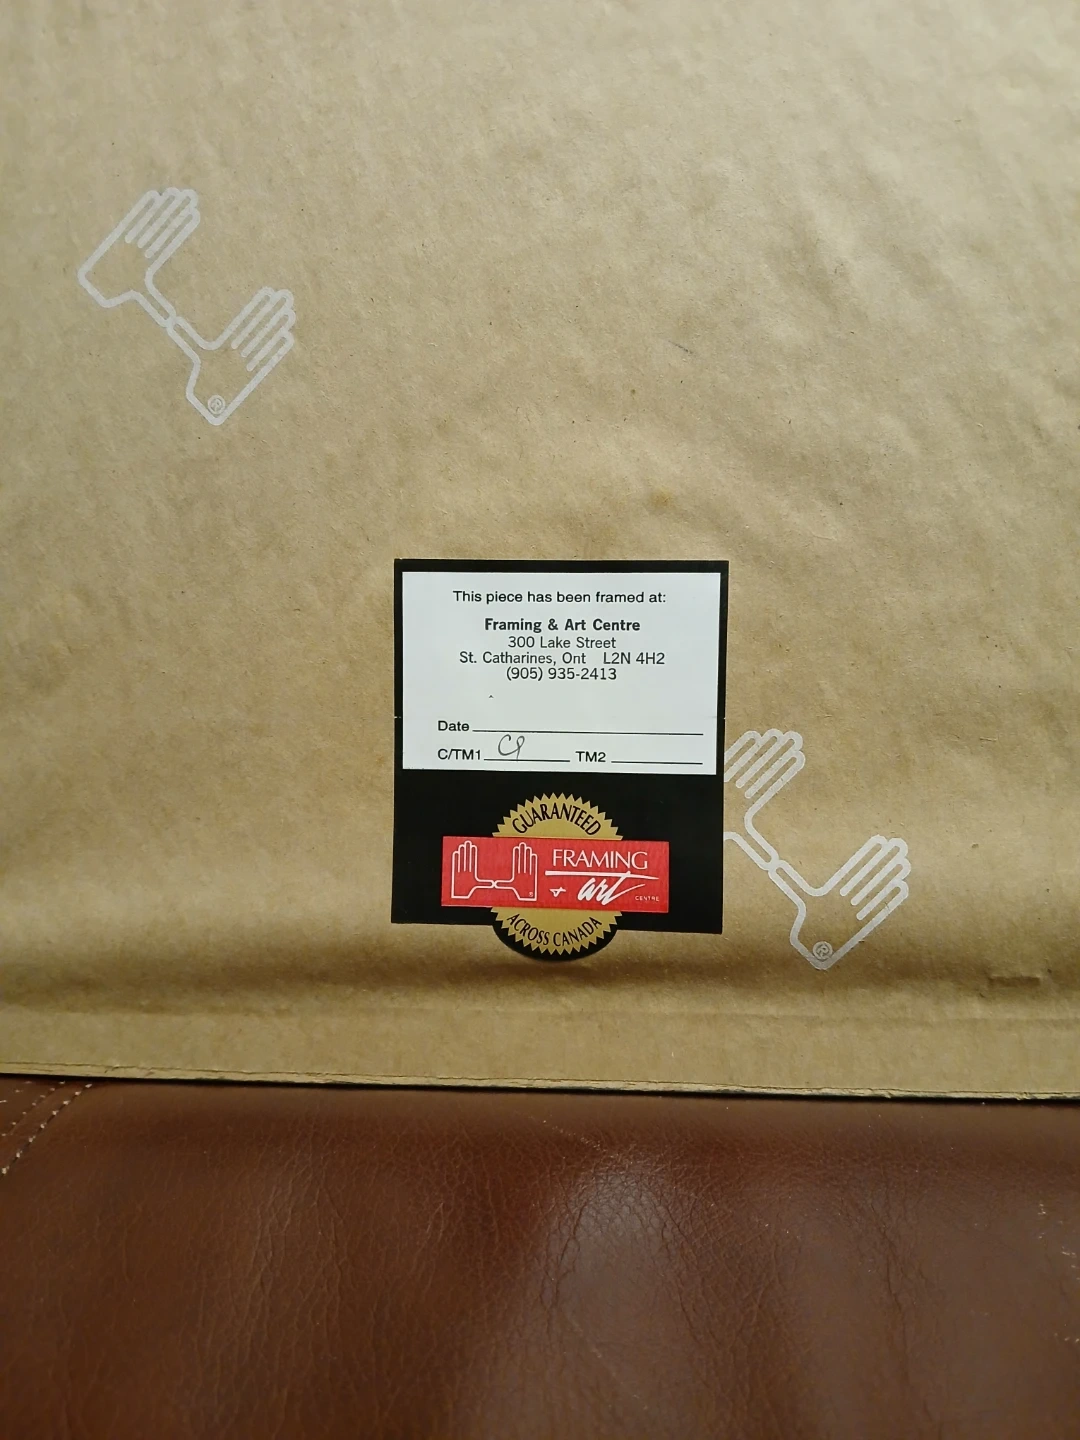 This piece has been framed at:
Framing & Art Centre
300 Lake Street
St. Catharines, Ont L2N 4H2
(905) 935-2413
Date
C/TM1 CP TM2
GUARANTEED
FRAMING
+ art
CENTRE
ACROSS CANADA
®
®